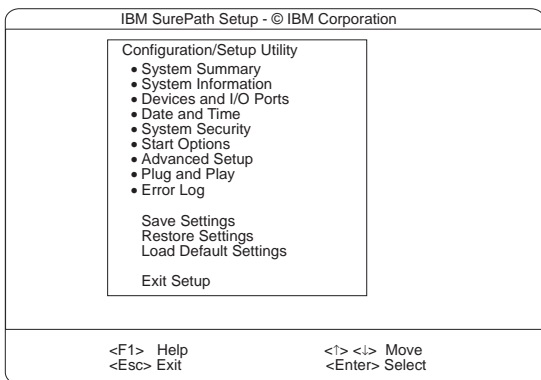 IBM SurePath Setup - © IBM Corporation
Configuration/Setup Utility
• System Summary
• System Information
• Devices and I/O Ports
• Date and Time
• System Security
• Start Options
• Advanced Setup
• Plug and Play
• Error Log
Save Settings
Restore Settings
Load Default Settings
Exit Setup
<F1> Help <↑> <↓> Move
<Esc> Exit <Enter> Select